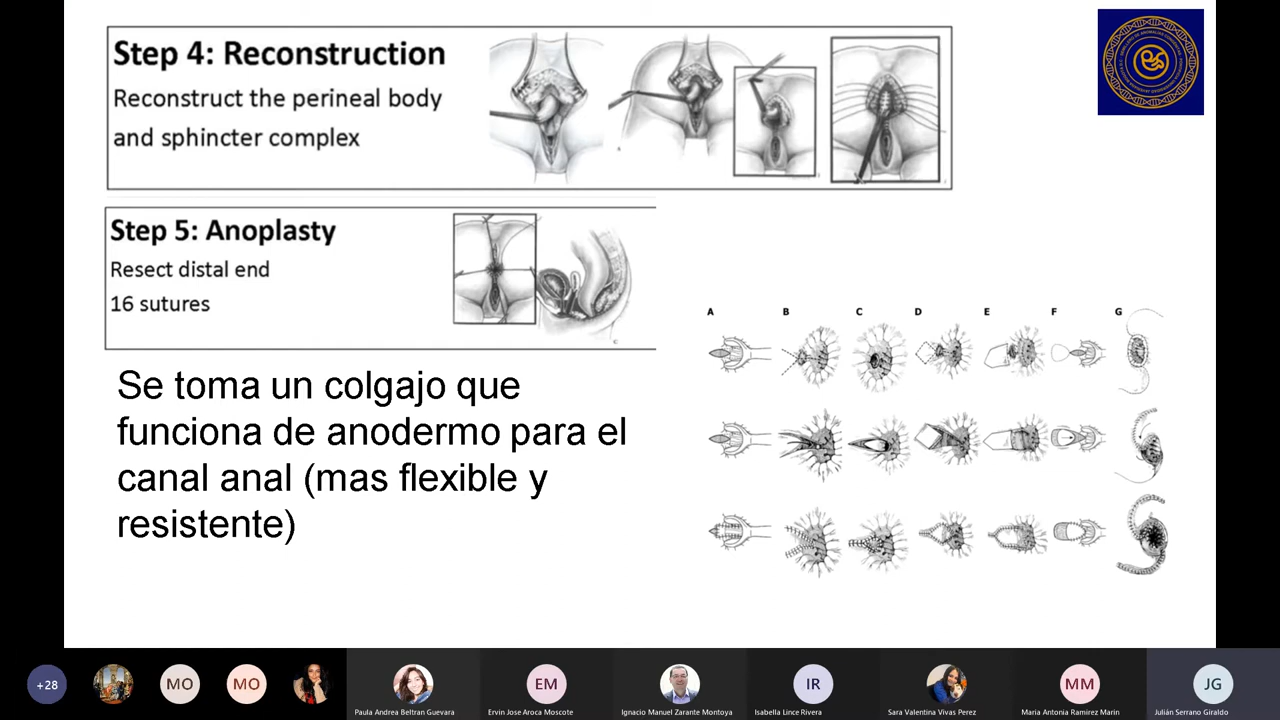 Step 4: Reconstruction
Reconstruct the perineal body
and sphincter complex
Step 5: Anoplasty
Resect distal end
16 sutures
Se toma un colgajo que
funciona de anodermo para el
canal anal (mas flexible y
resistente)
A B C D E F G
+28
MO
MO
EM
IR
MM
JG
Paula Andrea Beltran Guevara
Ervin Jose Aroca Moscote
Ignacio Manuel Zarante Montoya
Isabella Lince Rivera
Sara Valentina Vivas Perez
Maria Antonia Ramirez Marin
Julián Serrano Giraldo